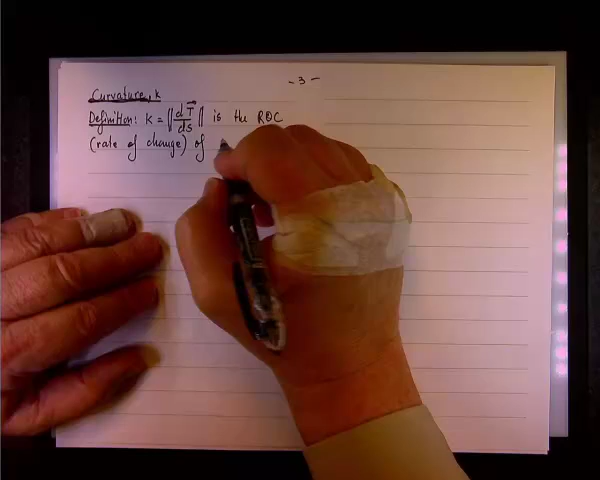 - 3 -
Curvature, k
Definition: k = ‖dT⃗/ds‖ is the ROC
(rate of change) of